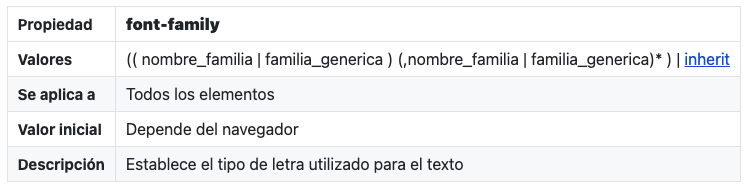 Propiedad font-family
Valores (( nombre_familia | familia_generica ) (,nombre_familia | familia_generica)* ) | inherit
Se aplica a Todos los elementos
Valor inicial Depende del navegador
Descripción Establece el tipo de letra utilizado para el texto